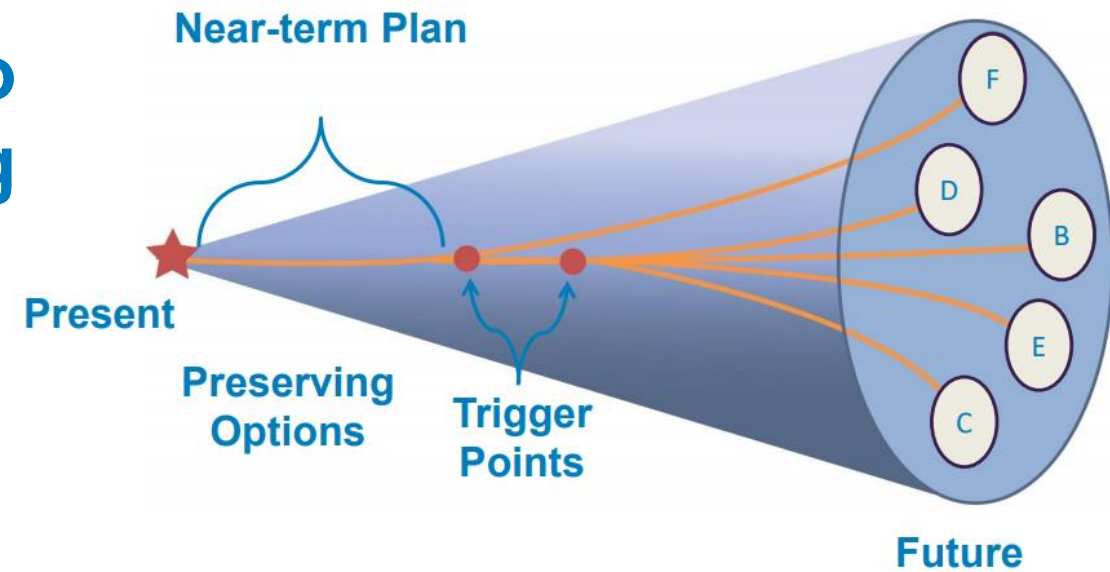 Near-term Plan
o
g
F
D
B
E
C
Present
Preserving
Options
Trigger
Points
Future